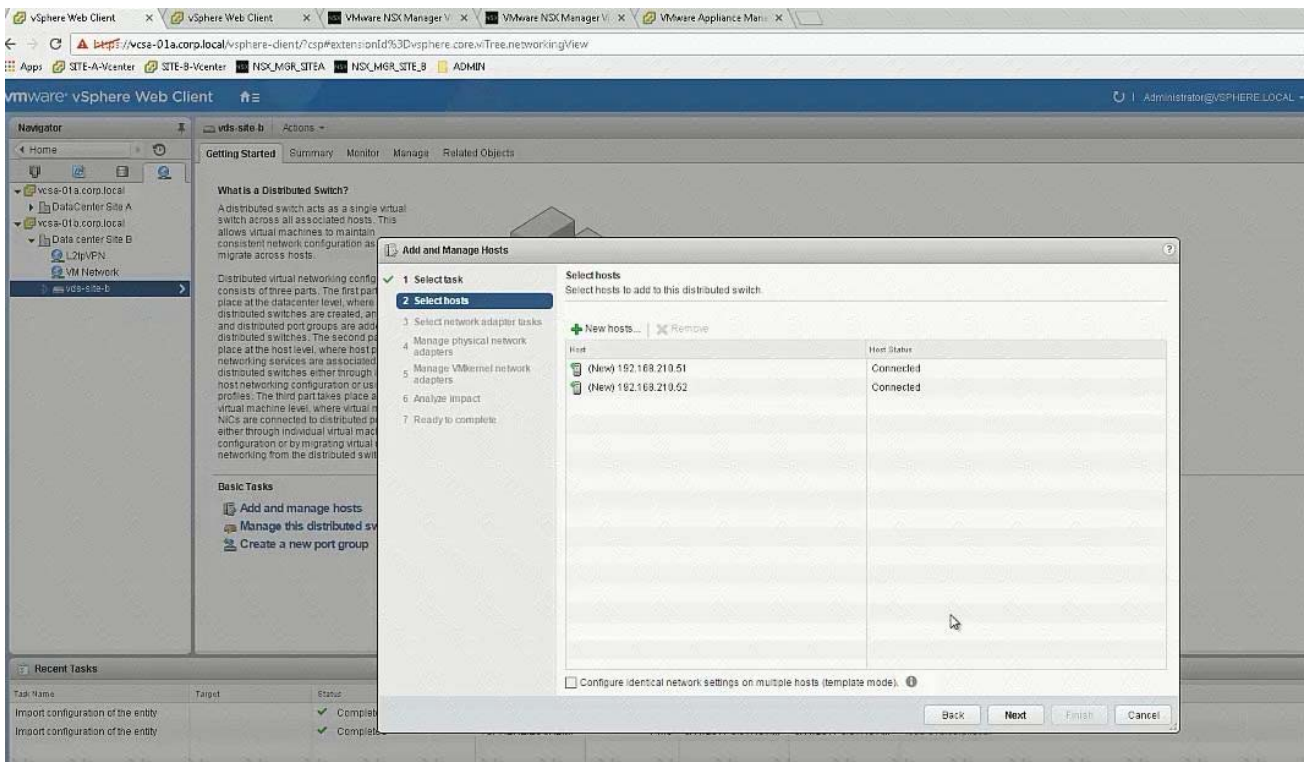 vSphere Web Client
vSphere Web Client
VMware NSX Manager V
VMware NSX Manager V
VMware Appliance Mana
https://vcsa-01a.corp.local/vsphere-client/?csp#extensionId%3Dvsphere.core.viTree.networkingView
Apps SITE-A-Vcenter SITE-B-Vcenter NSX_MGR_SITEA NSX_MGR_SITE_B ADMIN
vmware vSphere Web Client
Administrator@VSPHERE.LOCAL
Navigator
Home
vcsa-01a.corp.local
DataCenter Site A
vcsa-01b.corp.local
Data center Site B
L2tpVPN
VM Network
vds-site-b
vds-site-b Actions
Getting Started Summary Monitor Manage Related Objects
What is a Distributed Switch?
A distributed switch acts as a single virtual
switch across all associated hosts. This
allows virtual machines to maintain
consistent network configuration as
migrate across hosts.
Distributed virtual networking config
consists of three parts. The first part
place at the datacenter level, where
distributed switches are created, an
and distributed port groups are adde
distributed switches. The second pa
place at the host level, where host p
networking services are associated
distributed switches either through i
host networking configuration or usi
profiles. The third part takes place a
virtual machine level, where virtual m
NICs are connected to distributed p
either through individual virtual mac
configuration or by migrating virtual
networking from the distributed swit
Basic Tasks
Add and manage hosts
Manage this distributed sw
Create a new port group
Add and Manage Hosts
1 Select task
2 Select hosts
3 Select network adapter tasks
4 Manage physical network
adapters
5 Manage VMkernel network
adapters
6 Analyze impact
7 Ready to complete
Select hosts
Select hosts to add to this distributed switch.
New hosts... Remove
Host Host Status
(New) 192.168.210.51 Connected
(New) 192.168.210.52 Connected
Configure identical network settings on multiple hosts (template mode).
Back Next Finish Cancel
Recent Tasks
Task Name Target Status
Import configuration of the entity Complet
Import configuration of the entity Complete